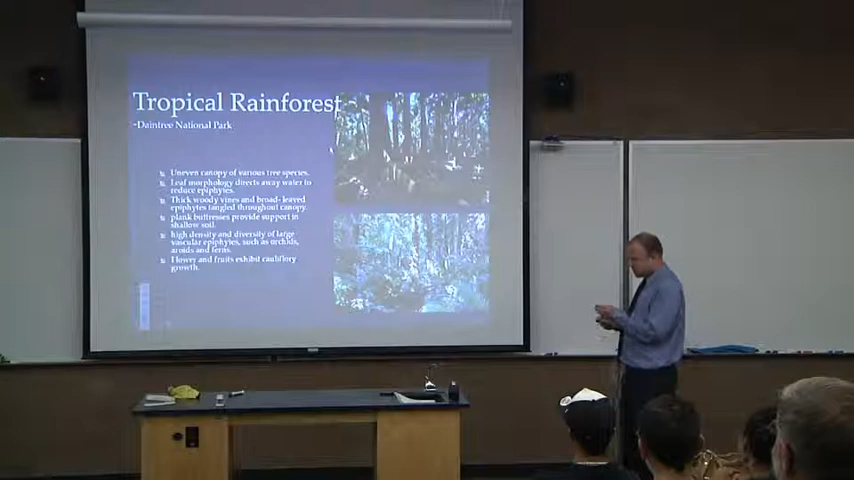 Tropical Rainforest
-Daintree National Park
Uneven canopy of various tree species.
Leaf morphology directs away water to
reduce epiphytes.
Thick woody vines and broad-leaved
epiphytes tangled throughout canopy.
plank buttresses provide support in
shallow soil.
high density and diversity of large
vascular epiphytes, such as orchids,
aroids and ferns.
Flower and fruits exhibit cauliflory
growth.